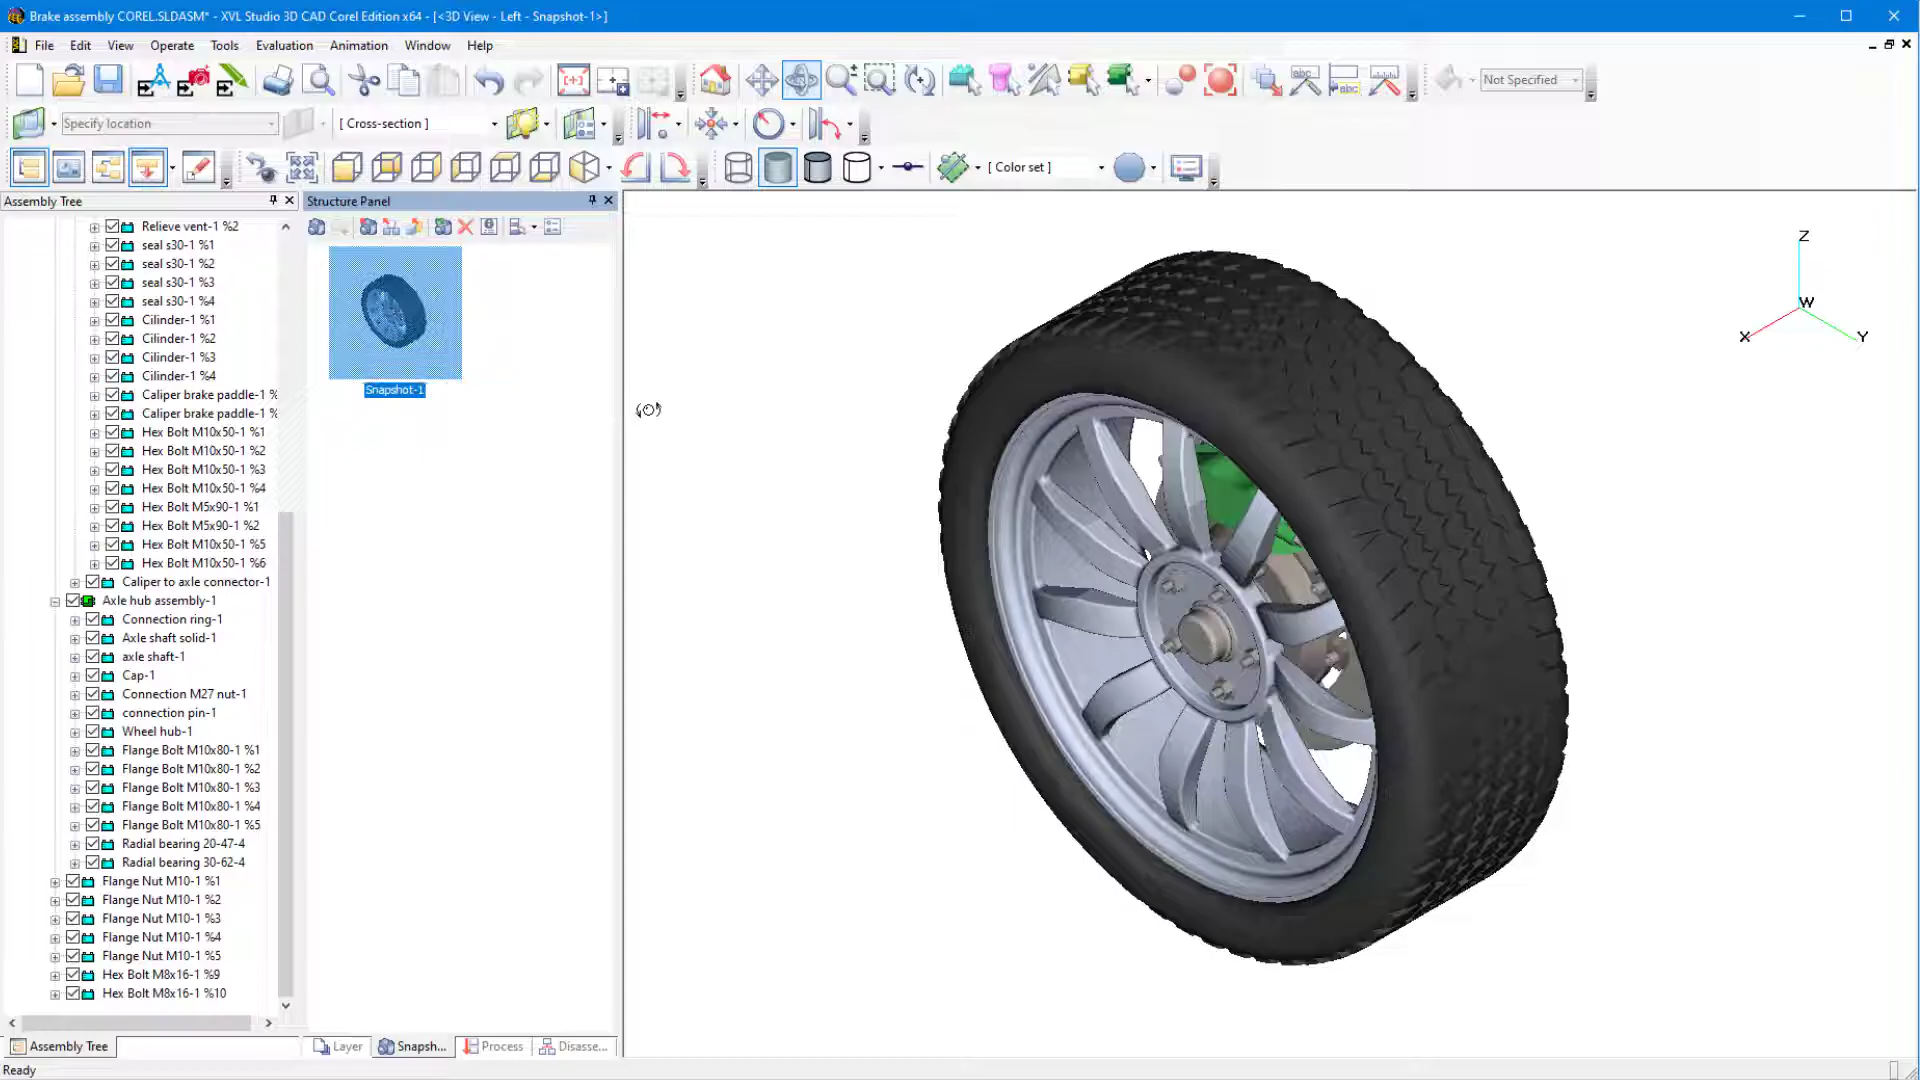 Brake assembly COREL.SLDASM* - XVL Studio 3D CAD Corel Edition x64 - [<3D View - Left - Snapshot-1>]
File Edit View Operate Tools Evaluation Animation Window Help
abc
abc
Not Specified
Specify location
[ Cross-section ]
[ Color set ]
Assembly Tree
Relieve vent-1 %2
seal s30-1 %1
seal s30-1 %2
seal s30-1 %3
seal s30-1 %4
Cilinder-1 %1
Cilinder-1 %2
Cilinder-1 %3
Cilinder-1 %4
Caliper brake paddle-1 %
Caliper brake paddle-1 %
Hex Bolt M10x50-1 %1
Hex Bolt M10x50-1 %2
Hex Bolt M10x50-1 %3
Hex Bolt M10x50-1 %4
Hex Bolt M5x90-1 %1
Hex Bolt M5x90-1 %2
Hex Bolt M10x50-1 %5
Hex Bolt M10x50-1 %6
Caliper to axle connector-1
Axle hub assembly-1
Connection ring-1
Axle shaft solid-1
axle shaft-1
Cap-1
Connection M27 nut-1
connection pin-1
Wheel hub-1
Flange Bolt M10x80-1 %1
Flange Bolt M10x80-1 %2
Flange Bolt M10x80-1 %3
Flange Bolt M10x80-1 %4
Flange Bolt M10x80-1 %5
Radial bearing 20-47-4
Radial bearing 30-62-4
Flange Nut M10-1 %1
Flange Nut M10-1 %2
Flange Nut M10-1 %3
Flange Nut M10-1 %4
Flange Nut M10-1 %5
Hex Bolt M8x16-1 %9
Hex Bolt M8x16-1 %10
Assembly Tree
Structure Panel
Snapshot-1
Layer Snapsh... Process Disasse...
Z
W
X
Y
Ready